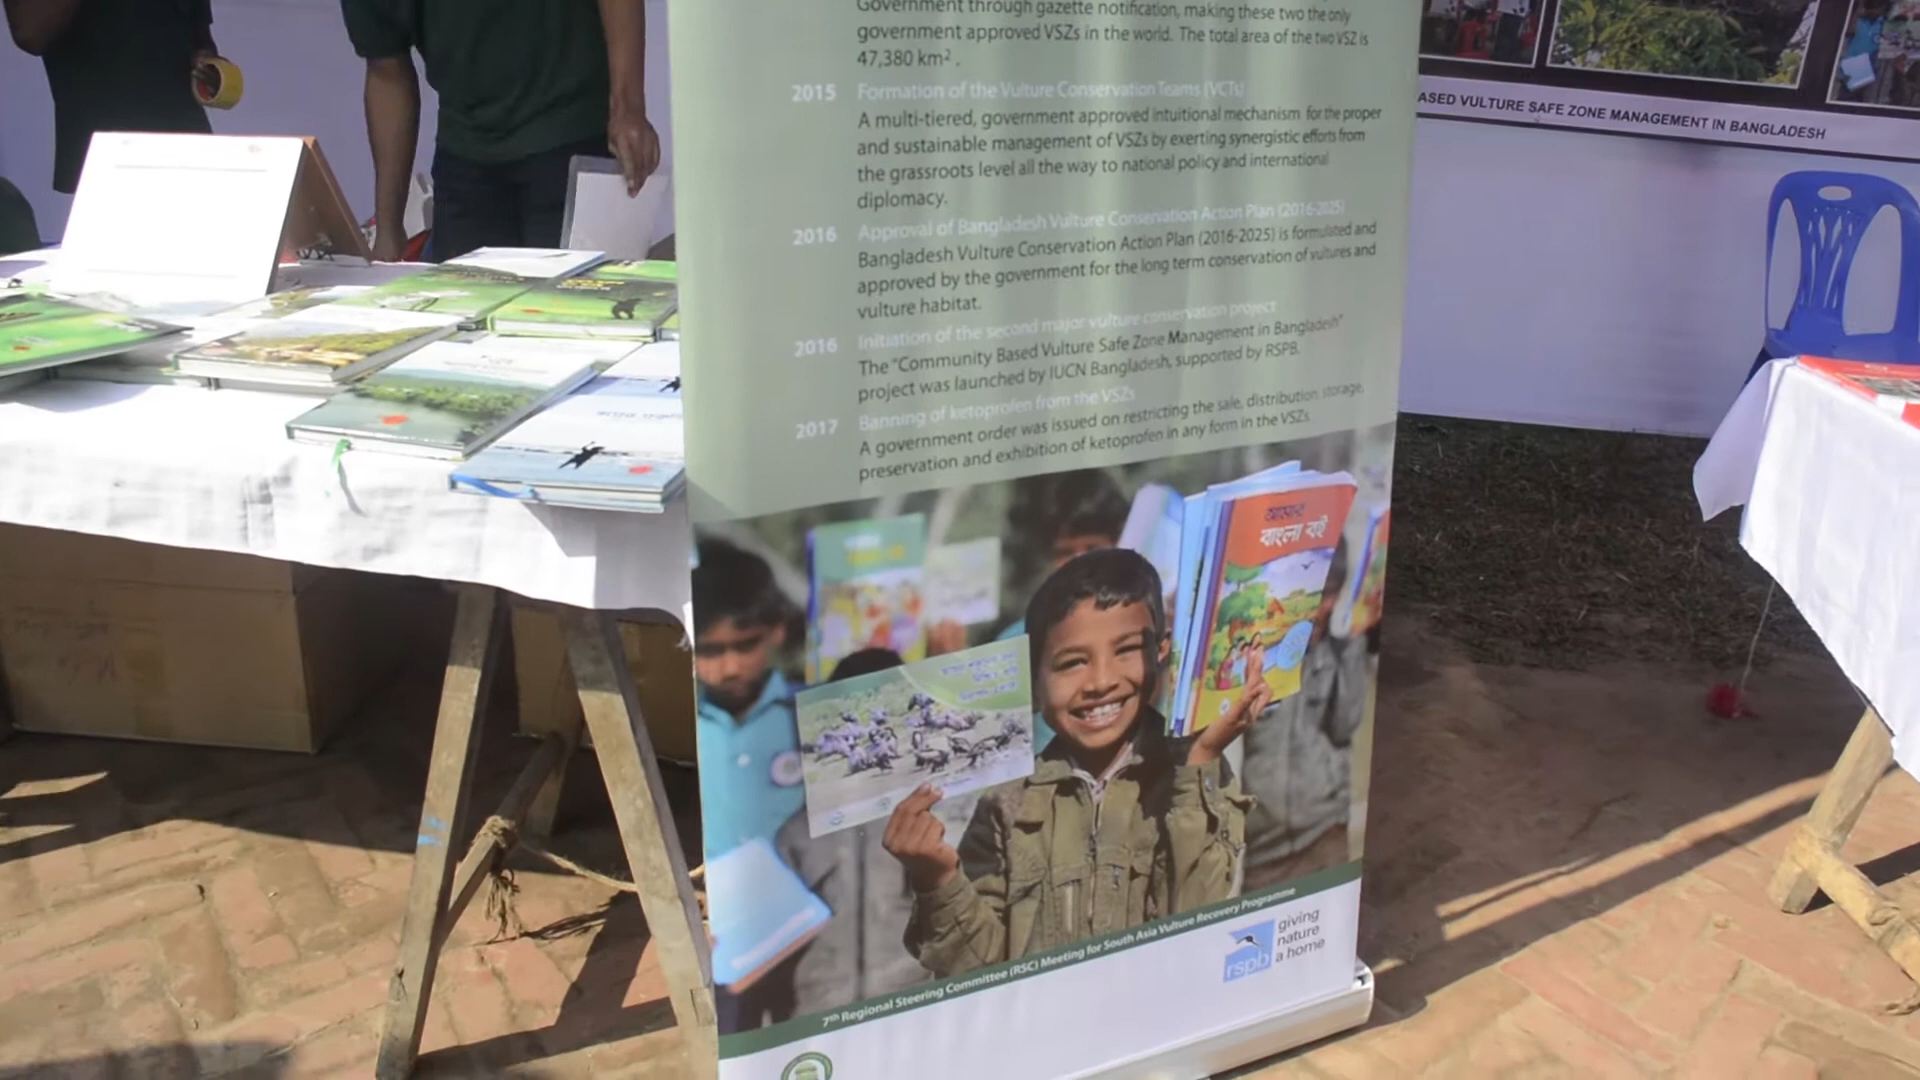 Government through gazette notification, making these two the only
government approved VSZs in the world. The total area of the two VSZ is
47,380 km².
2015 Formation of the Vulture Conservation Teams (VCTs)
A multi-tiered, government approved intuitional mechanism for the proper
and sustainable management of VSZs by exerting synergistic efforts from
the grassroots level all the way to national policy and international
diplomacy.
2016 Approval of Bangladesh Vulture Conservation Action Plan (2016-2025)
Bangladesh Vulture Conservation Action Plan (2016-2025) is formulated and
approved by the government for the long term conservation of vultures and
vulture habitat.
2016 Initiation of the second major vulture conservation project
The "Community Based Vulture Safe Zone Management in Bangladesh"
project was launched by IUCN Bangladesh, supported by RSPB.
2017 Banning of ketoprofen from the VSZs
A government order was issued on restricting the sale, distribution, storage,
preservation and exhibition of ketoprofen in any form in the VSZs
আমার
বাংলা বই
7th Regional Steering Committee (RSC) Meeting for South Asia Vulture Recovery Programme
rspb
giving
nature
a home
ASED VULTURE SAFE ZONE MANAGEMENT IN BANGLADESH